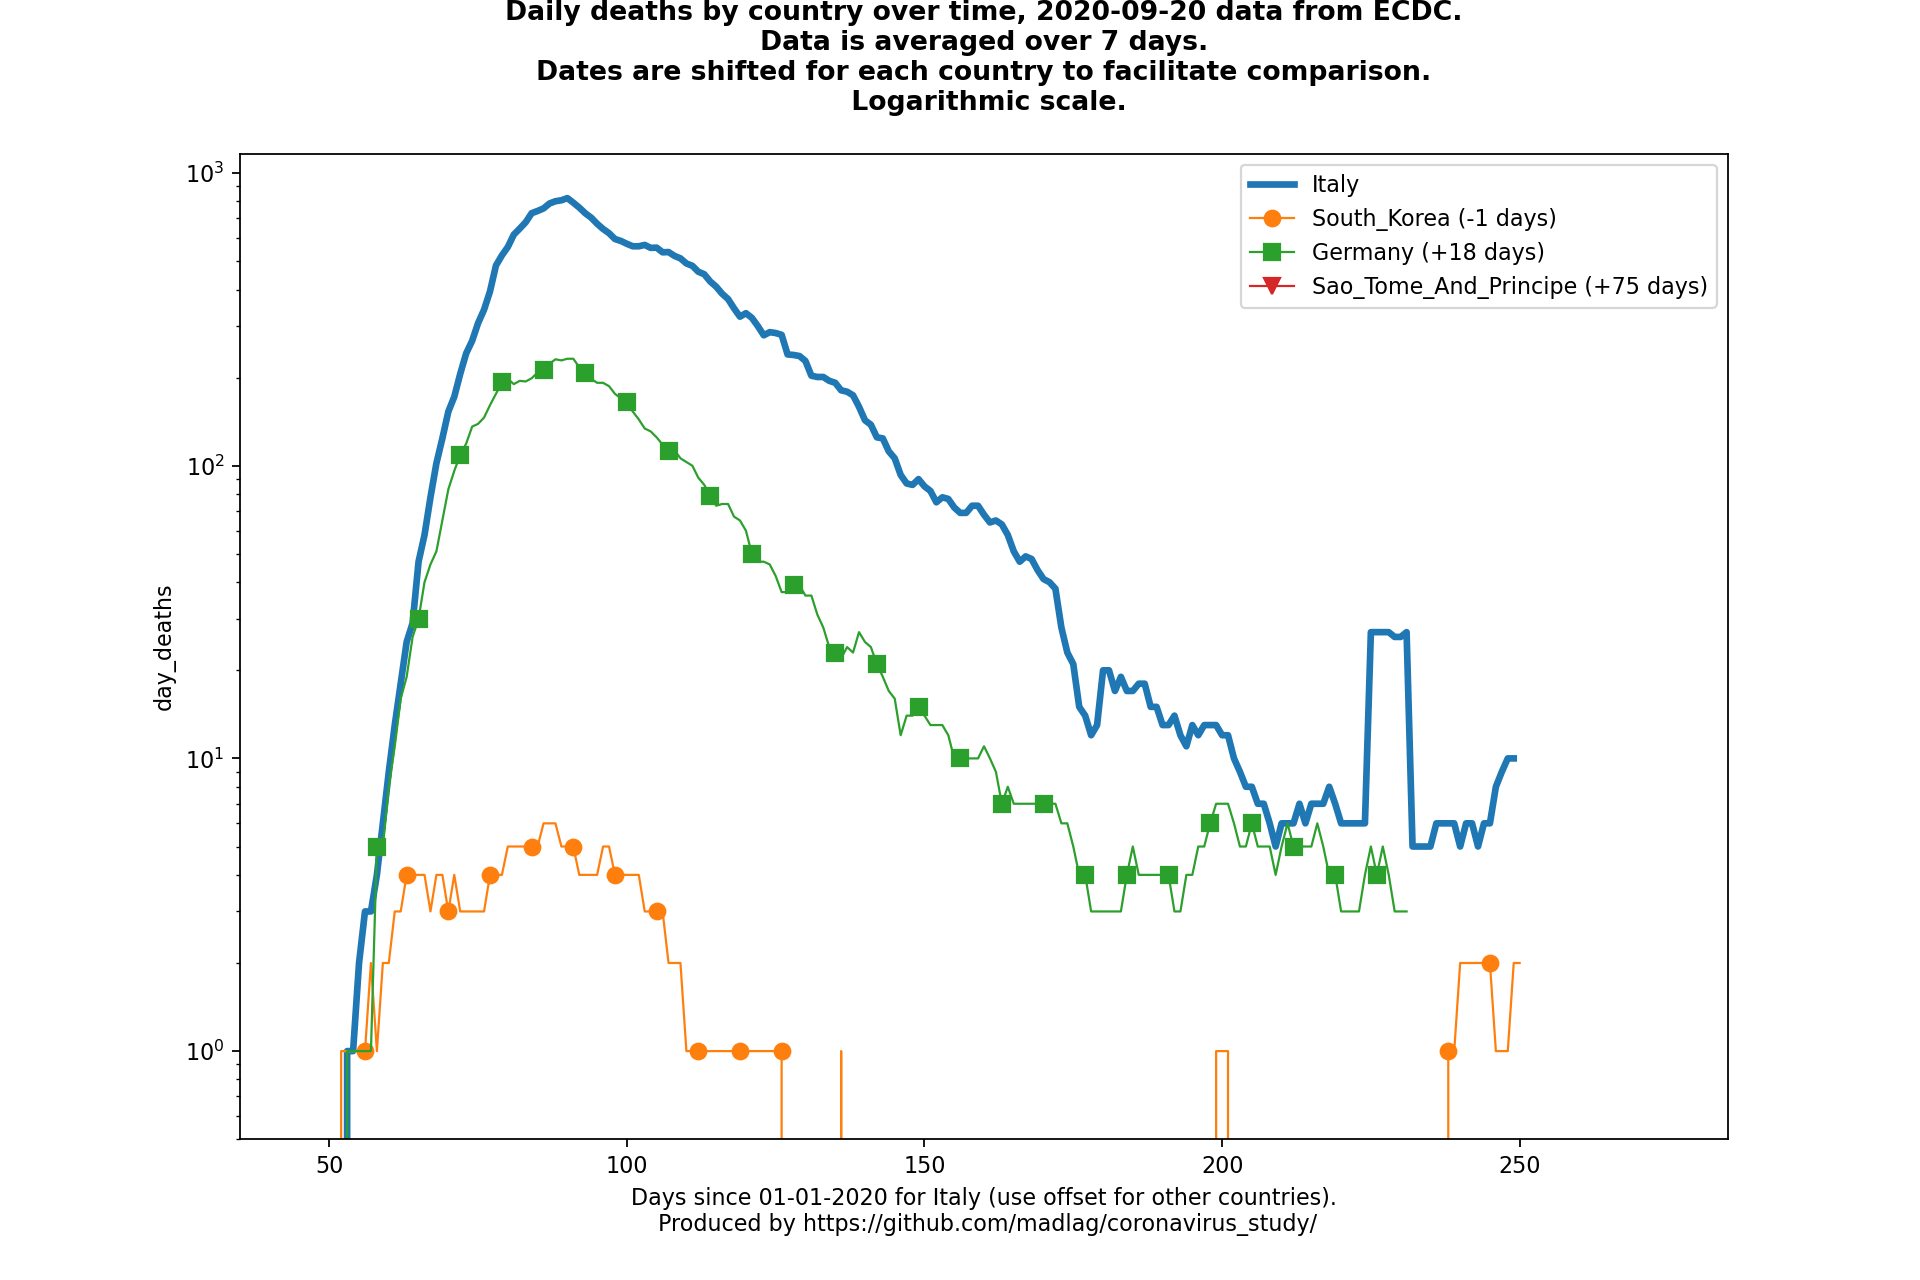 Daily deaths by country over time, 2020-09-20 data from ECDC.
Data is averaged over 7 days.
Dates are shifted for each country to facilitate comparison.
Logarithmic scale.
10³
10²
10¹
10⁰
day_deaths
Italy
South_Korea (-1 days)
Germany (+18 days)
Sao_Tome_And_Principe (+75 days)
50 100 150 200 250
Days since 01-01-2020 for Italy (use offset for other countries).
Produced by https://github.com/madlag/coronavirus_study/